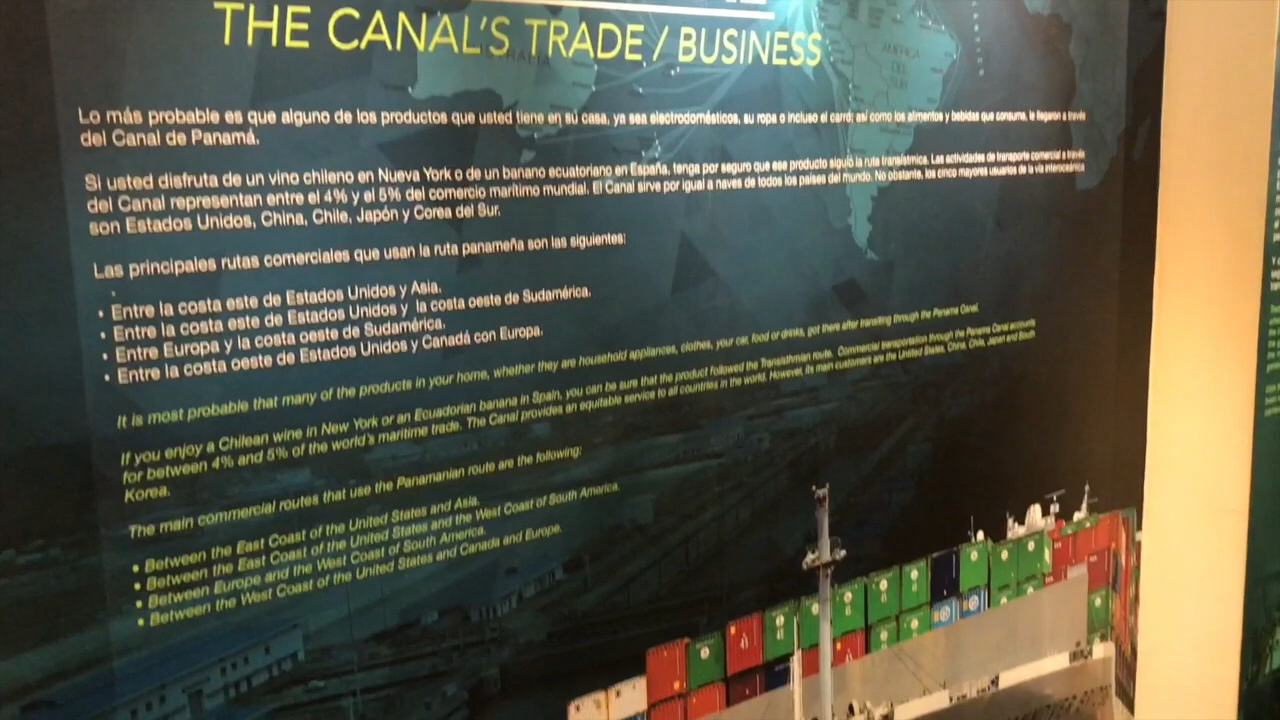 THE CANAL'S TRADE / BUSINESS
AUSTRALIA
AMÉRICA
DEL
SUR
Lo más probable es que alguno de los productos que usted tiene en su casa, ya sea electrodomésticos, su ropa o incluso el carro; así como los alimentos y bebidas que consume, le llegaron a través
del Canal de Panamá.
Si usted disfruta de un vino chileno en Nueva York o de un banano ecuatoriano en España, tenga por seguro que ese producto siguió la ruta transístmica. Las actividades de transporte comercial a través
del Canal representan entre el 4% y el 5% del comercio marítimo mundial. El Canal sirve por igual a naves de todos los países del mundo. No obstante, los cinco mayores usuarios de la vía interoceánica
son Estados Unidos, China, Chile, Japón y Corea del Sur.
Las principales rutas comerciales que usan la ruta panameña son las siguientes:
• Entre la costa este de Estados Unidos y Asia.
• Entre la costa este de Estados Unidos y la costa oeste de Sudamérica.
• Entre Europa y la costa oeste de Sudamérica.
• Entre la costa oeste de Estados Unidos y Canadá con Europa.
It is most probable that many of the products in your home, whether they are household appliances, clothes, your car, food or drinks, got there after transiting through the Panama Canal.
If you enjoy a Chilean wine in New York or an Ecuadorian banana in Spain, you can be sure that the product followed the Transisthmian route. Commercial transportation through the Panama Canal accounts
for between 4% and 5% of the world's maritime trade. The Canal provides an equitable service to all countries in the world. However, its main customers are the United States, China, Chile, Japan and South
Korea.
The main commercial routes that use the Panamanian route are the following:
• Between the East Coast of the United States and Asia.
• Between the East Coast of the United States and the West Coast of South America.
• Between Europe and the West Coast of South America.
• Between the West Coast of the United States and Canada and Europe.